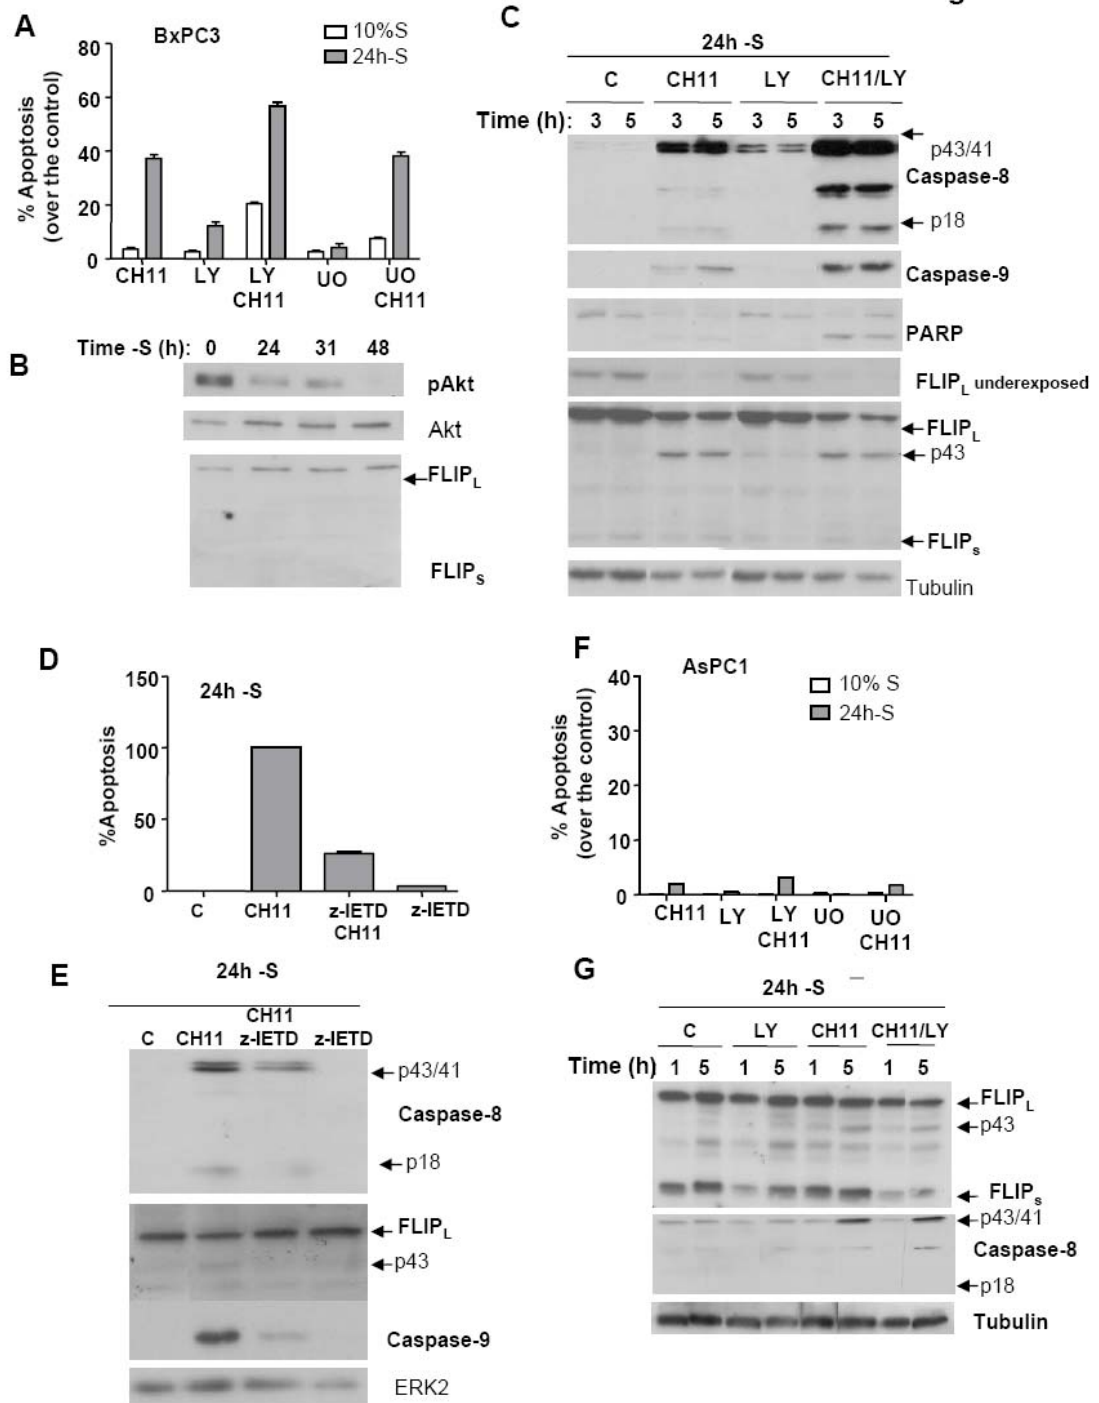 A
BxPC3
10%S
24h-S
% Apoptosis
(over the control)
80
60
40
20
0
CH11 LY LY UO UO
CH11 CH11
B
Time -S (h): 0 24 31 48
pAkt
Akt
FLIPL
FLIPS
C
24h -S
C CH11 LY CH11/LY
Time (h): 3 5 3 5 3 5 3 5
p43/41
Caspase-8
p18
Caspase-9
PARP
FLIPL underexposed
FLIPL
p43
FLIPs
Tubulin
D
24h -S
%Apoptosis
150
100
50
0
C CH11 z-IETD z-IETD
CH11
E
24h -S
CH11
C CH11 z-IETD z-IETD
p43/41
Caspase-8
p18
FLIPL
p43
Caspase-9
ERK2
F
AsPC1
10% S
24h-S
% Apoptosis
(over the control)
40
30
20
10
0
CH11 LY LY UO UO
CH11 CH11
G
24h -S
C LY CH11 CH11/LY
Time (h) 1 5 1 5 1 5 1 5
FLIPL
p43
FLIPs
p43/41
Caspase-8
p18
Tubulin